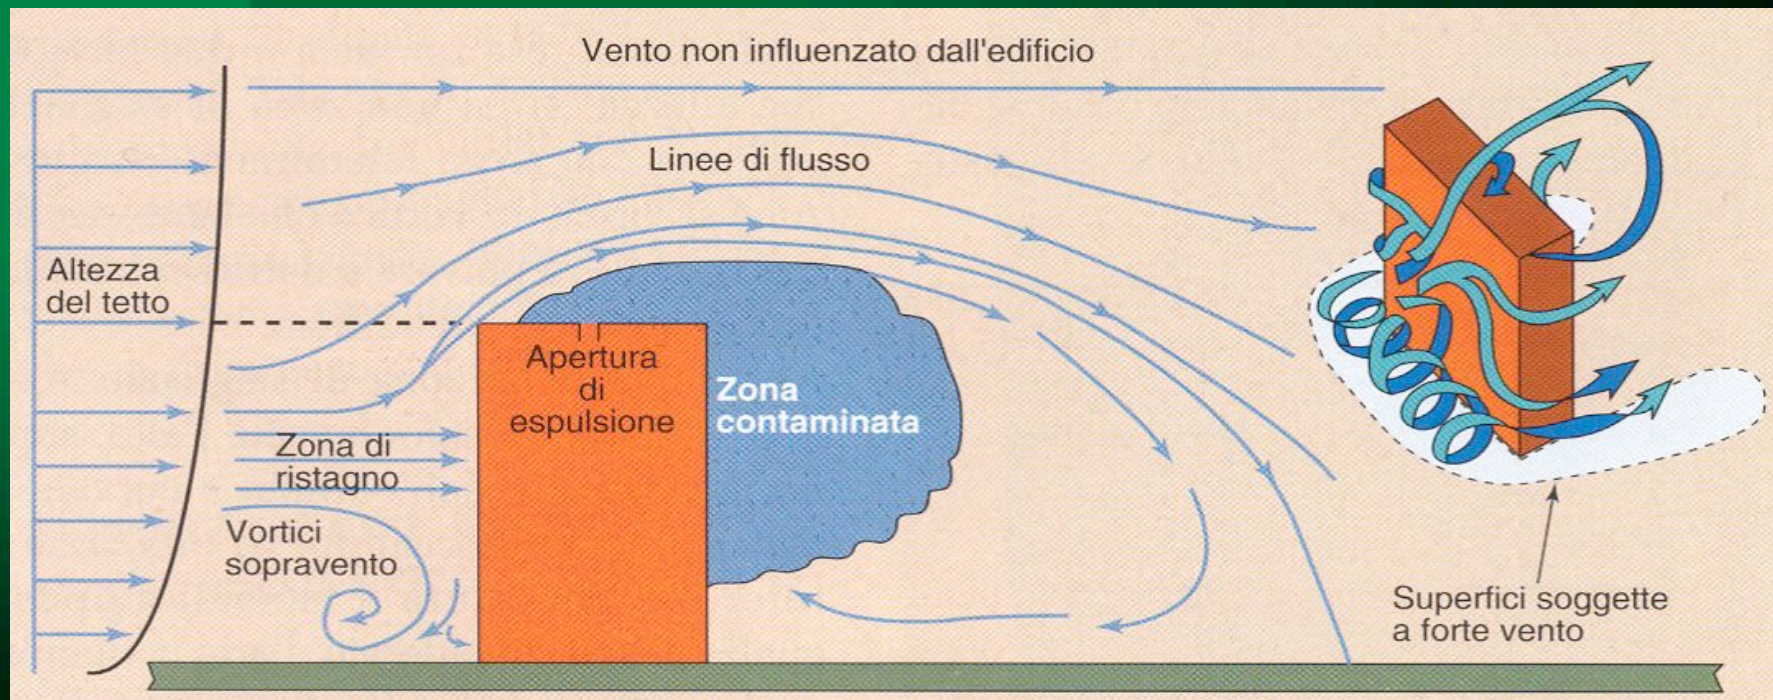 Vento non influenzato dall'edificio
Linee di flusso
Altezza
del tetto
Apertura
di
espulsione
Zona
contaminata
Zona di
ristagno
Vortici
sopravento
Superfici soggette
a forte vento